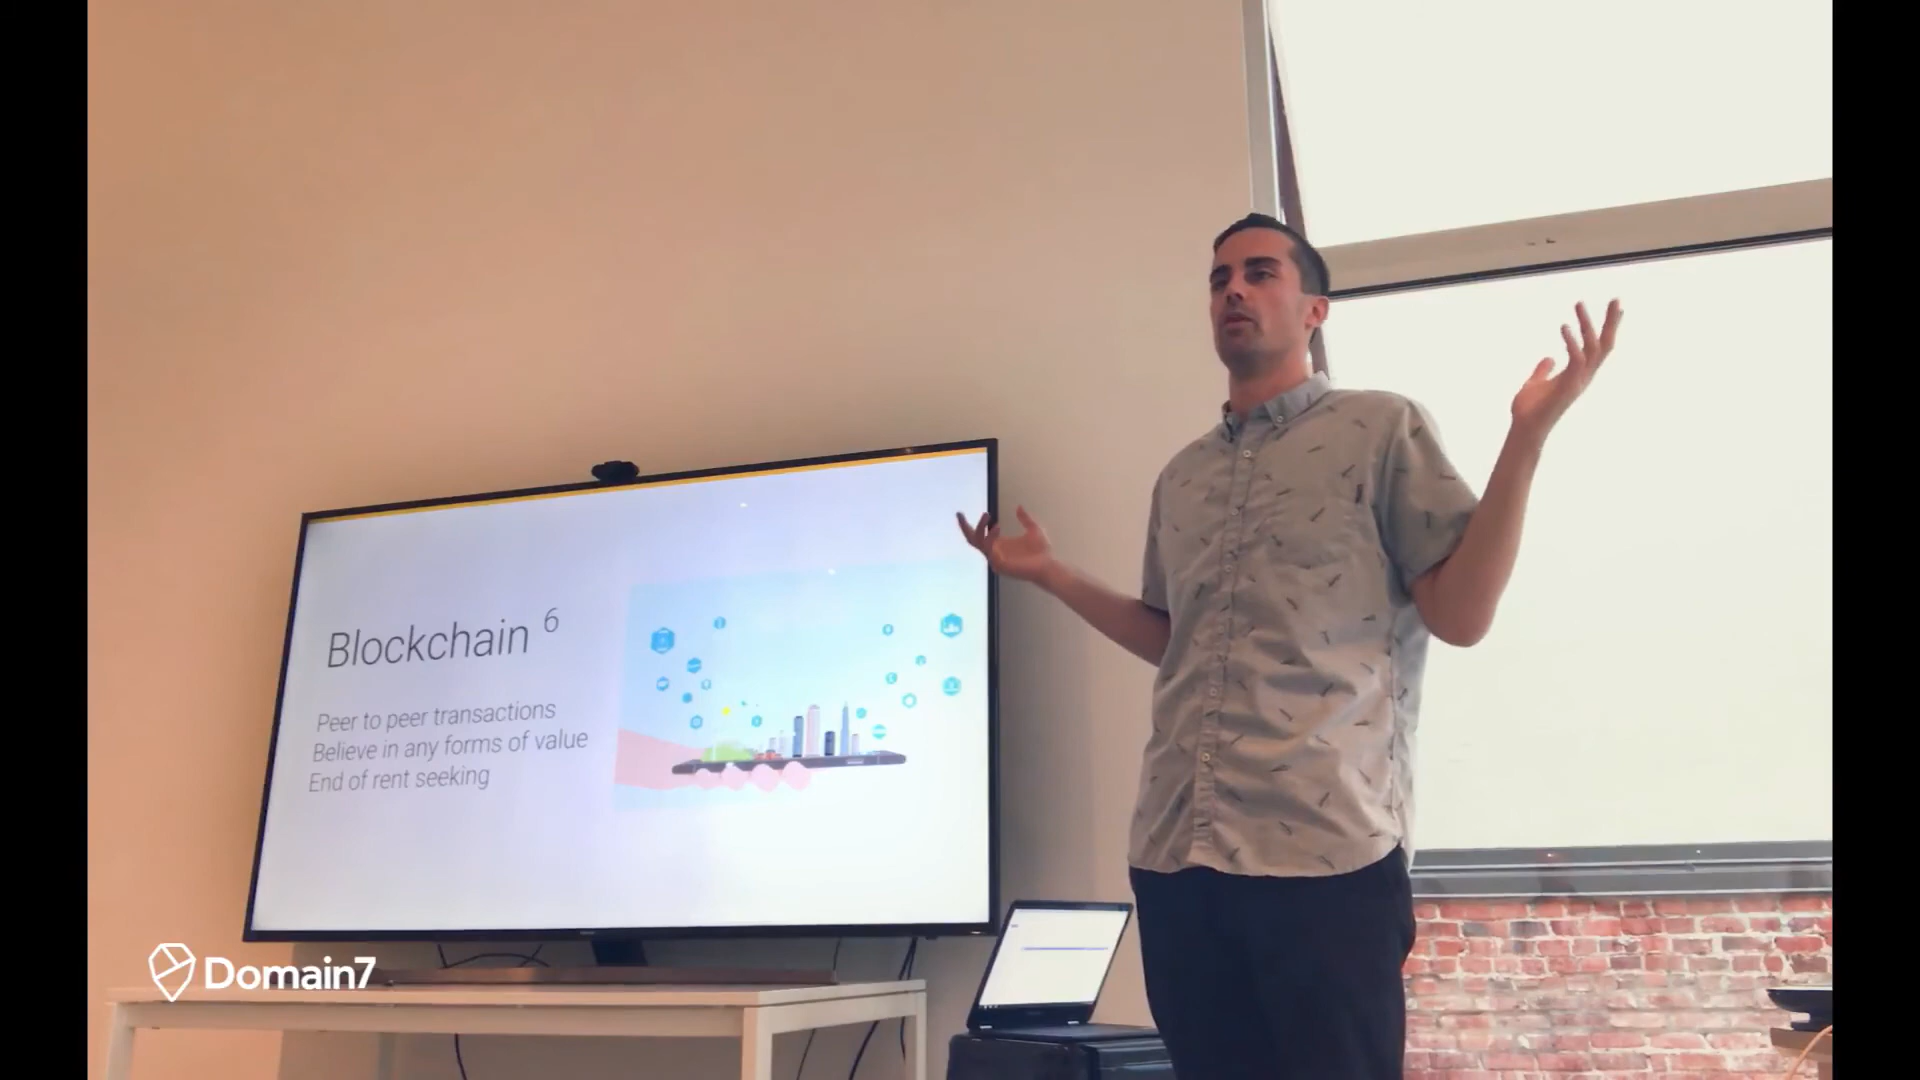 Blockchain 6
Peer to peer transactions
Believe in any forms of value
End of rent seeking
Domain7